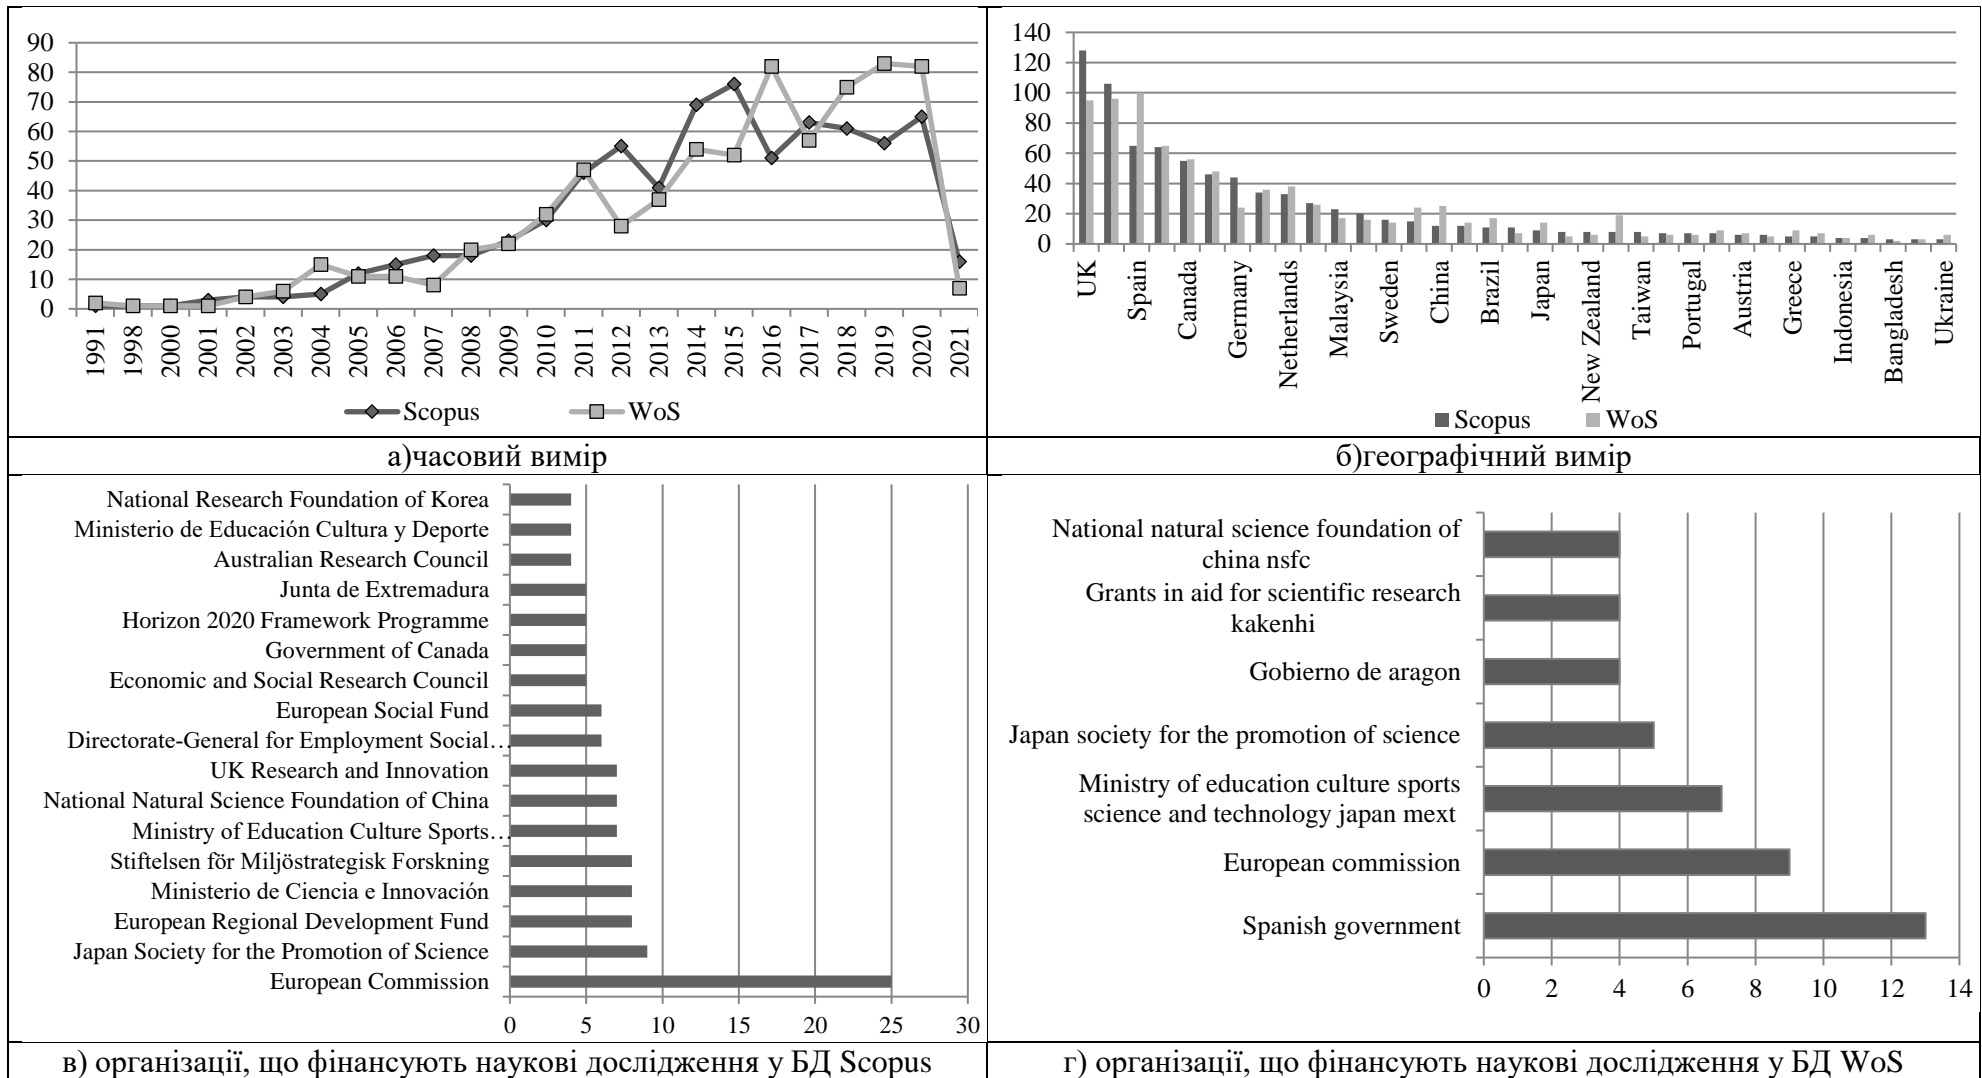 90
80
70
60
50
40
30
20
10
0
1991
1998
2000
2001
2002
2003
2004
2005
2006
2007
2008
2009
2010
2011
2012
2013
2014
2015
2016
2017
2018
2019
2020
2021
Scopus
WoS
а)часовий вимір
140
120
100
80
60
40
20
0
UK
Spain
Canada
Germany
Netherlands
Malaysia
Sweden
China
Brazil
Japan
New Zealand
Taiwan
Portugal
Austria
Greece
Indonesia
Bangladesh
Ukraine
Scopus
WoS
б)географічний вимір
National Research Foundation of Korea
Ministerio de Educación Cultura y Deporte
Australian Research Council
Junta de Extremadura
Horizon 2020 Framework Programme
Government of Canada
Economic and Social Research Council
European Social Fund
Directorate-General for Employment Social…
UK Research and Innovation
National Natural Science Foundation of China
Ministry of Education Culture Sports…
Stiftelsen för Miljöstrategisk Forskning
Ministerio de Ciencia e Innovación
European Regional Development Fund
Japan Society for the Promotion of Science
European Commission
0 5 10 15 20 25 30
в) організації, що фінансують наукові дослідження у БД Scopus
National natural science foundation of
china nsfc
Grants in aid for scientific research
kakenhi
Gobierno de aragon
Japan society for the promotion of science
Ministry of education culture sports
science and technology japan mext
European commission
Spanish government
0 2 4 6 8 10 12 14
г) організації, що фінансують наукові дослідження у БД WoS